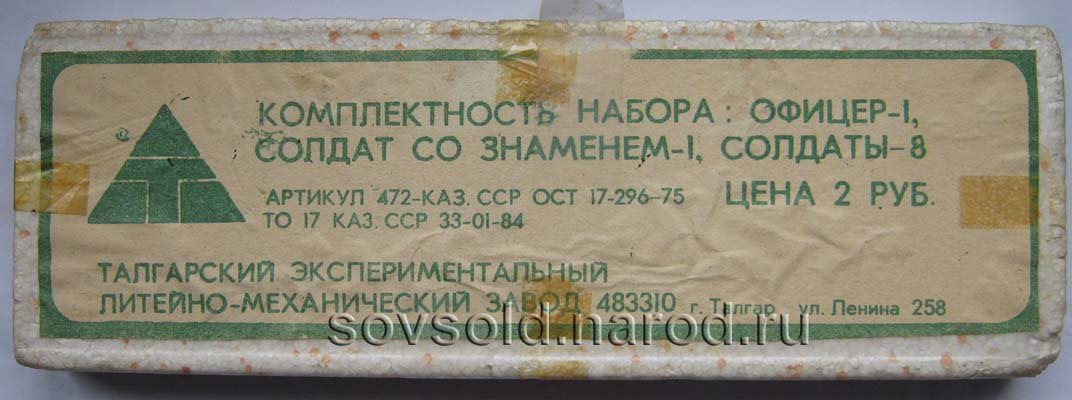 КОМПЛЕКТНОСТЬ НАБОРА: ОФИЦЕР-1,
СОЛДАТ СО ЗНАМЕНЕМ-1, СОЛДАТЫ-8
АРТИКУЛ 472-КАЗ. ССР ОСТ 17-296-75 ЦЕНА 2 РУБ.
ТО 17 КАЗ. ССР 33-01-84
ТАЛГАРСКИЙ ЭКСПЕРИМЕНТАЛЬНЫЙ
ЛИТЕЙНО-МЕХАНИЧЕСКИЙ ЗАВОД 483310 г. Талгар, ул. Ленина 258
sovsold.narod.ru